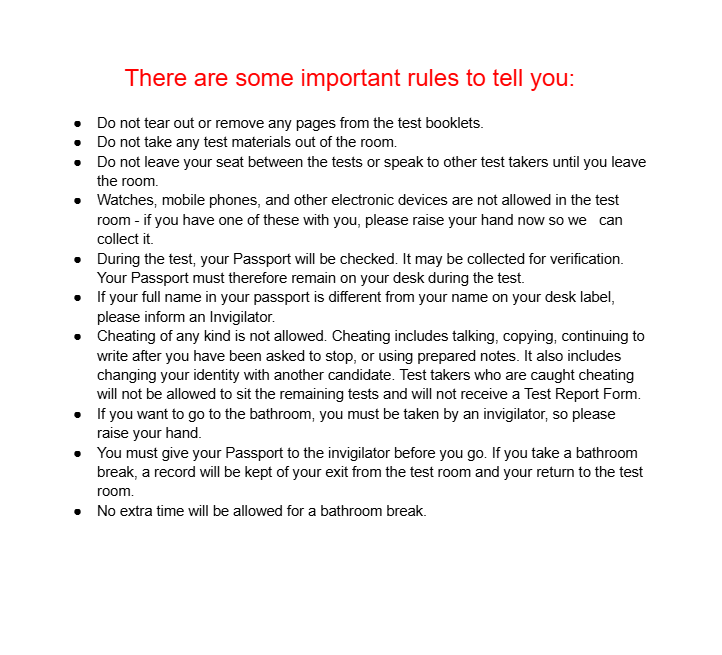 There are some important rules to tell you:
● Do not tear out or remove any pages from the test booklets.
● Do not take any test materials out of the room.
● Do not leave your seat between the tests or speak to other test takers until you leave
the room.
● Watches, mobile phones, and other electronic devices are not allowed in the test
room - if you have one of these with you, please raise your hand now so we   can
collect it.
● During the test, your Passport will be checked. It may be collected for verification.
Your Passport must therefore remain on your desk during the test.
● If your full name in your passport is different from your name on your desk label,
please inform an Invigilator.
● Cheating of any kind is not allowed. Cheating includes talking, copying, continuing to
write after you have been asked to stop, or using prepared notes. It also includes
changing your identity with another candidate. Test takers who are caught cheating
will not be allowed to sit the remaining tests and will not receive a Test Report Form.
● If you want to go to the bathroom, you must be taken by an invigilator, so please
raise your hand.
● You must give your Passport to the invigilator before you go. If you take a bathroom
break, a record will be kept of your exit from the test room and your return to the test
room.
● No extra time will be allowed for a bathroom break.